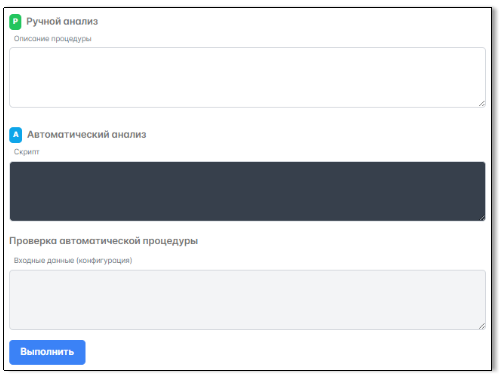 Р Ручной анализ
Описание процедуры
А Автоматический анализ
Скрипт
Проверка автоматической процедуры
Входные данные (конфигурация)
Выполнить